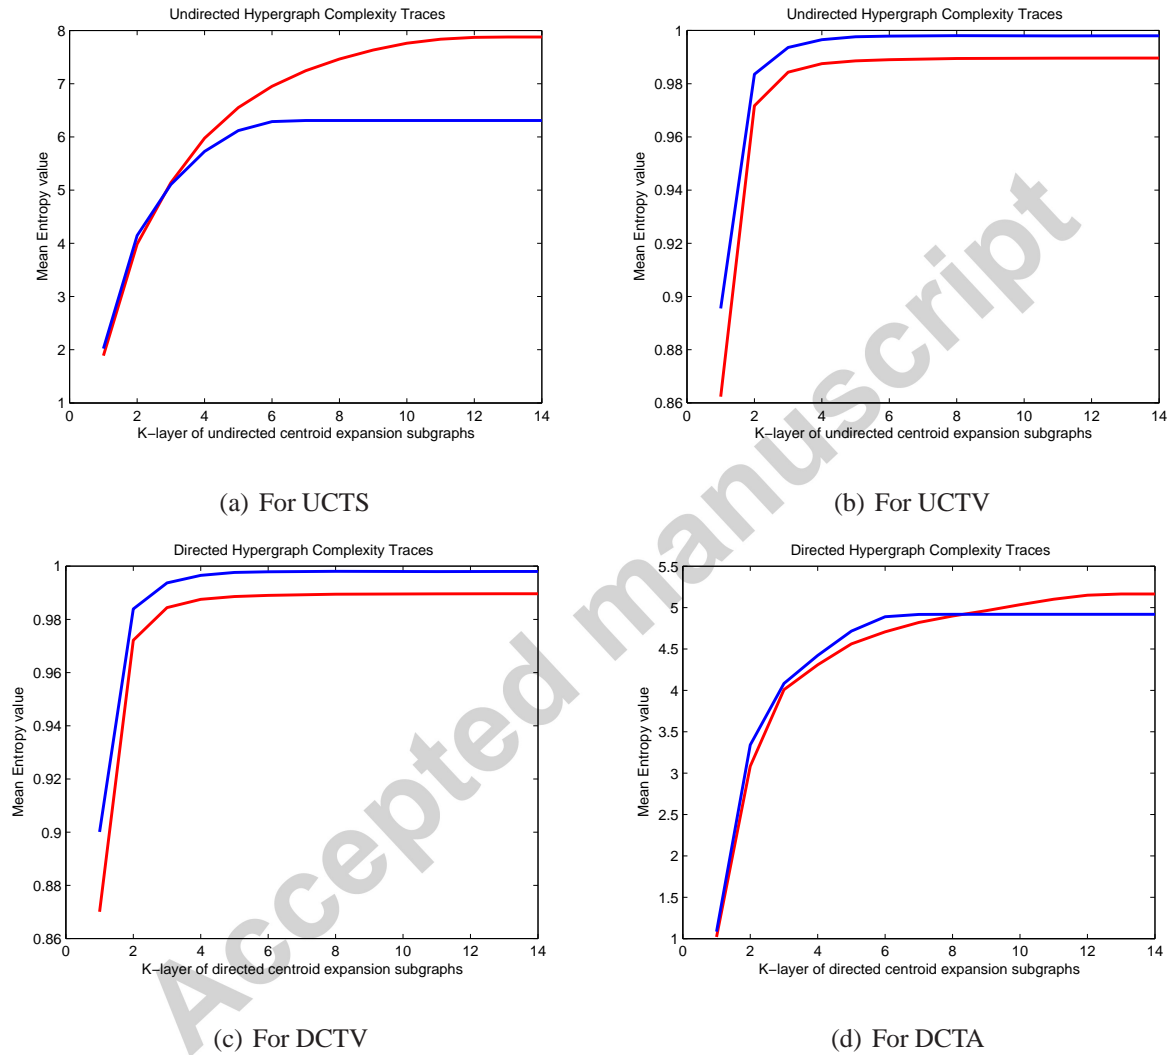 Undirected Hypergraph Complexity Traces
8
7
6
5
4
3
2
1
Mean Entropy value
0 2 4 6 8 10 12 14
K-layer of undirected centroid expansion subgraphs
(a) For UCTS
Undirected Hypergraph Complexity Traces
1
0.98
0.96
0.94
0.92
0.9
0.88
0.86
Mean Entropy value
0 2 4 6 8 10 12 14
K-layer of undirected centroid expansion subgraphs
(b) For UCTV
Directed Hypergraph Complexity Traces
1
0.98
0.96
0.94
0.92
0.9
0.88
0.86
Mean Entropy value
0 2 4 6 8 10 12 14
K-layer of directed centroid expansion subgraphs
(c) For DCTV
Directed Hypergraph Complexity Traces
5.5
5
4.5
4
3.5
3
2.5
2
1.5
1
Mean Entropy value
0 2 4 6 8 10 12 14
K-layer of directed centroid expansion subgraphs
(d) For DCTA
Accepted manuscript